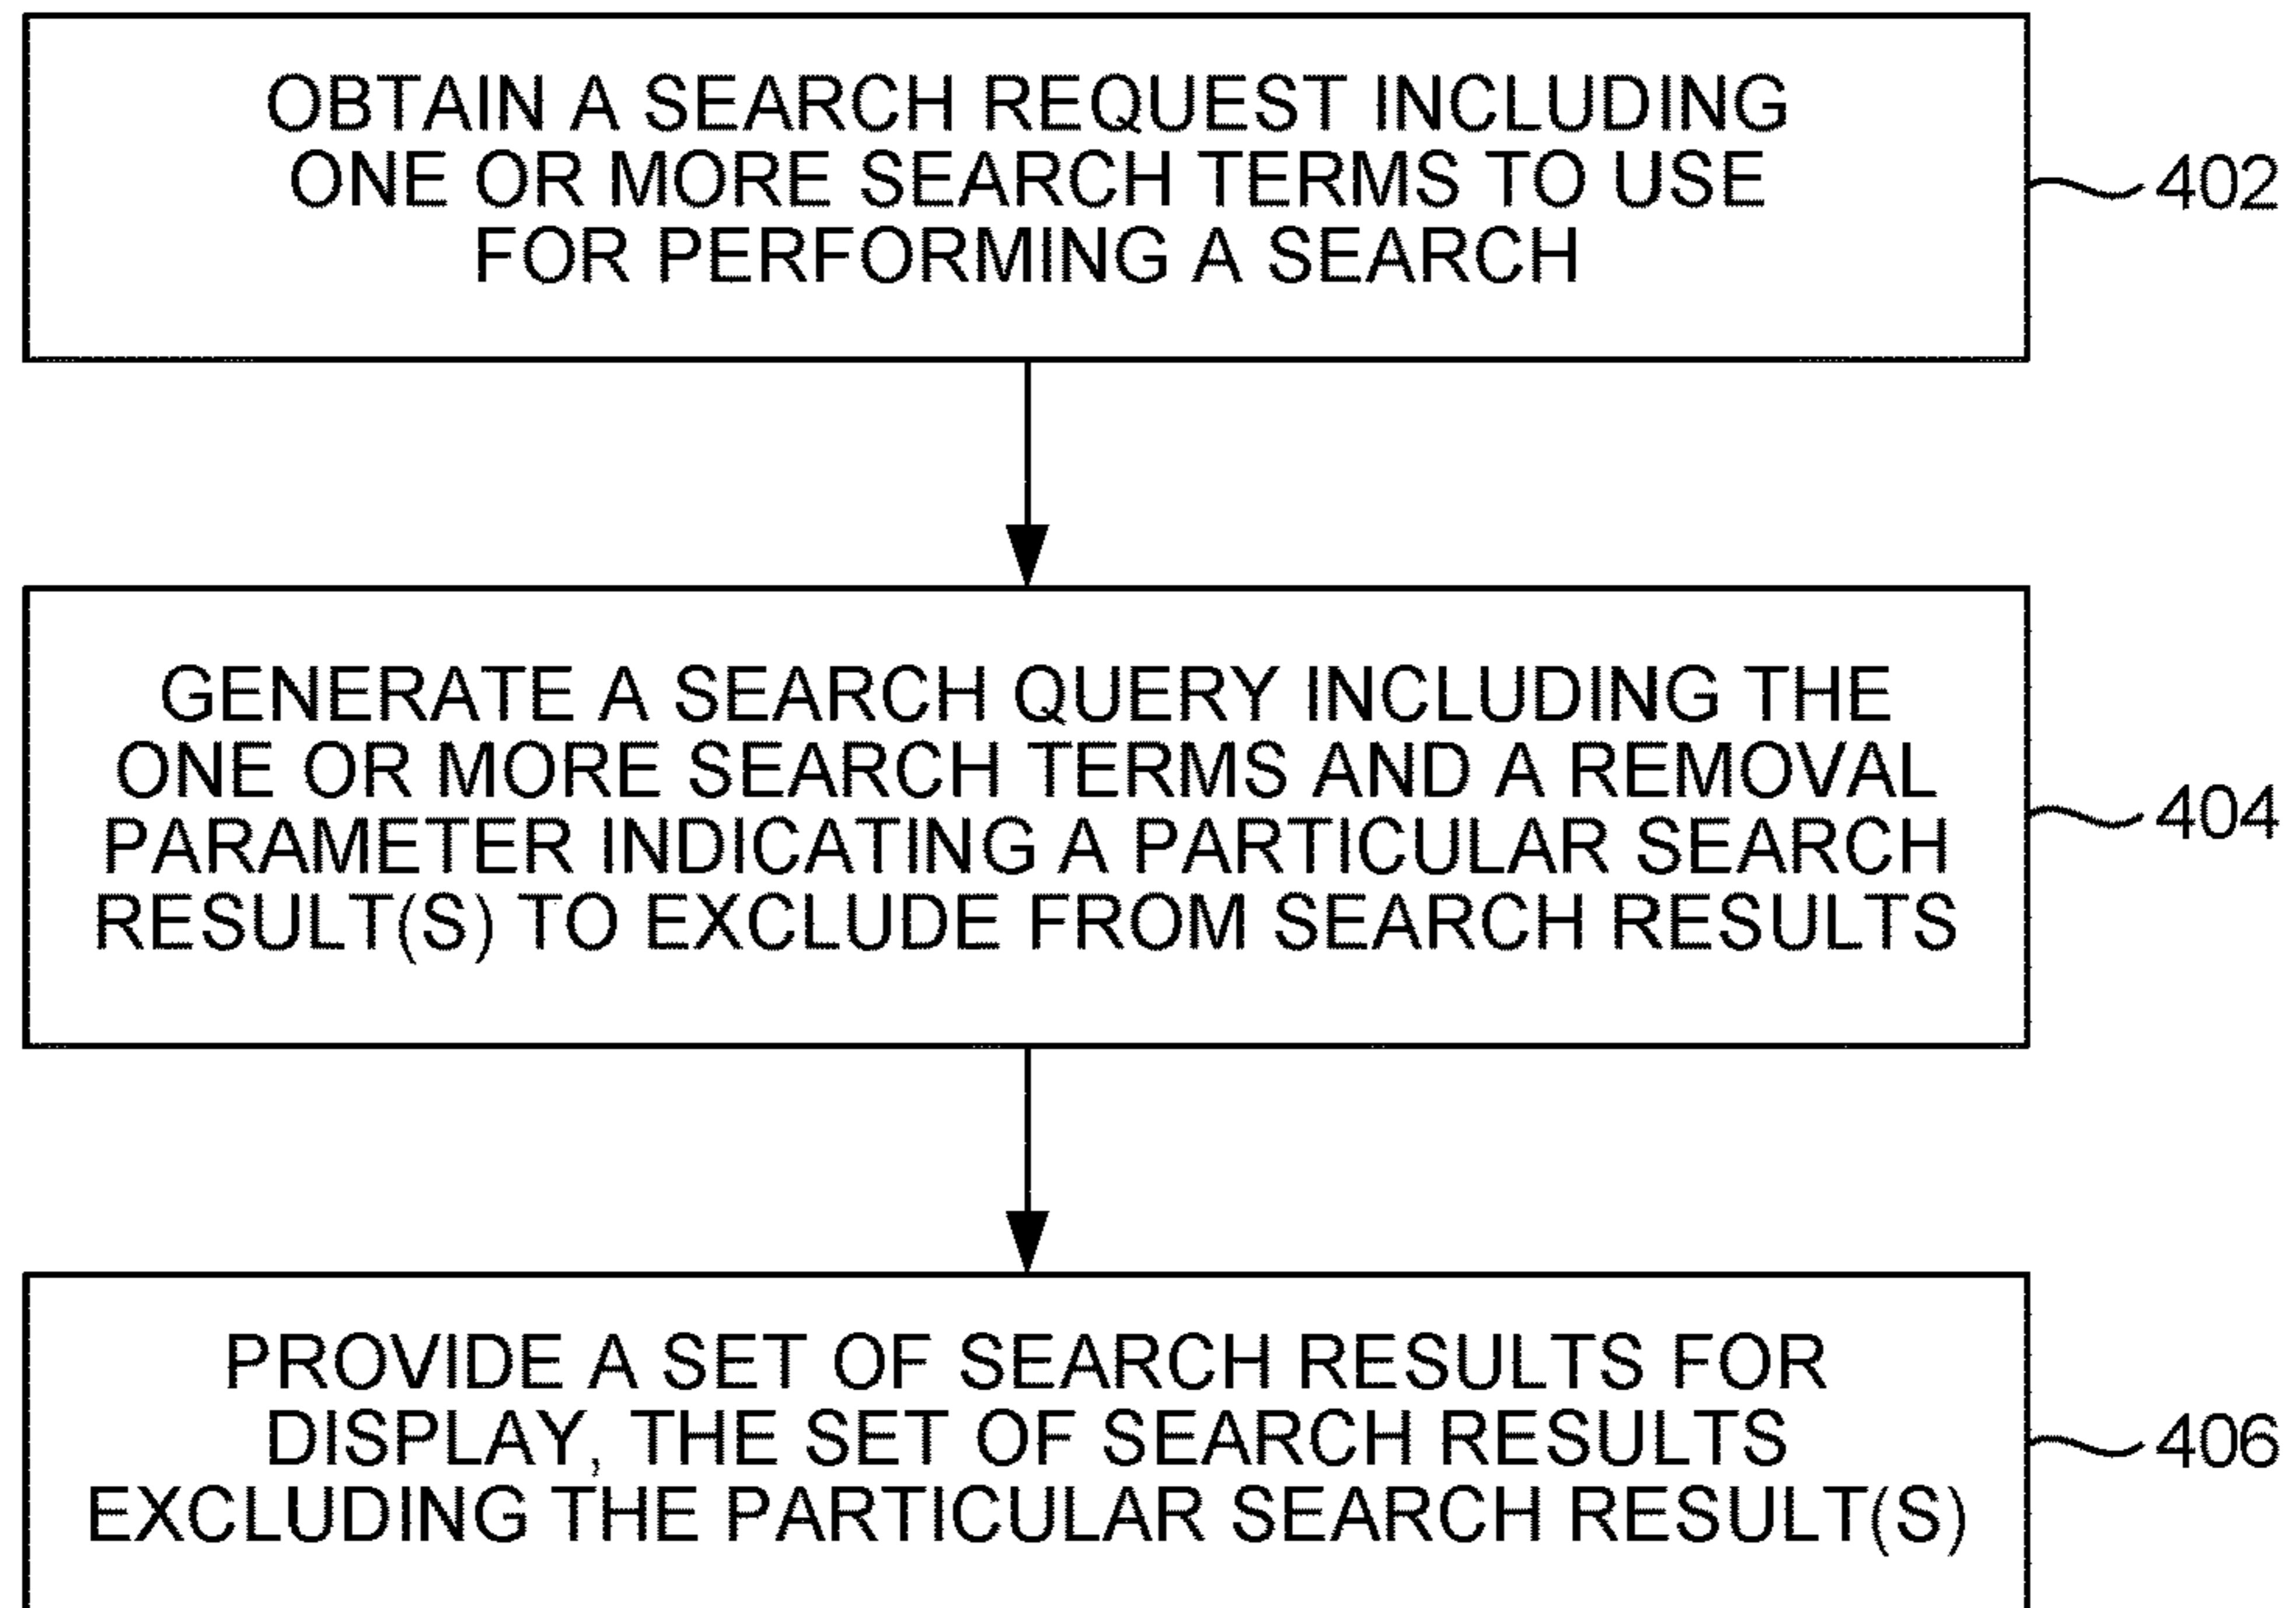 OBTAIN A SEARCH REQUEST INCLUDING
ONE OR MORE SEARCH TERMS TO USE
FOR PERFORMING A SEARCH
402
GENERATE A SEARCH QUERY INCLUDING THE
ONE OR MORE SEARCH TERMS AND A REMOVAL
PARAMETER INDICATING A PARTICULAR SEARCH
RESULT(S) TO EXCLUDE FROM SEARCH RESULTS
404
PROVIDE A SET OF SEARCH RESULTS FOR
DISPLAY, THE SET OF SEARCH RESULTS
EXCLUDING THE PARTICULAR SEARCH RESULT(S)
406